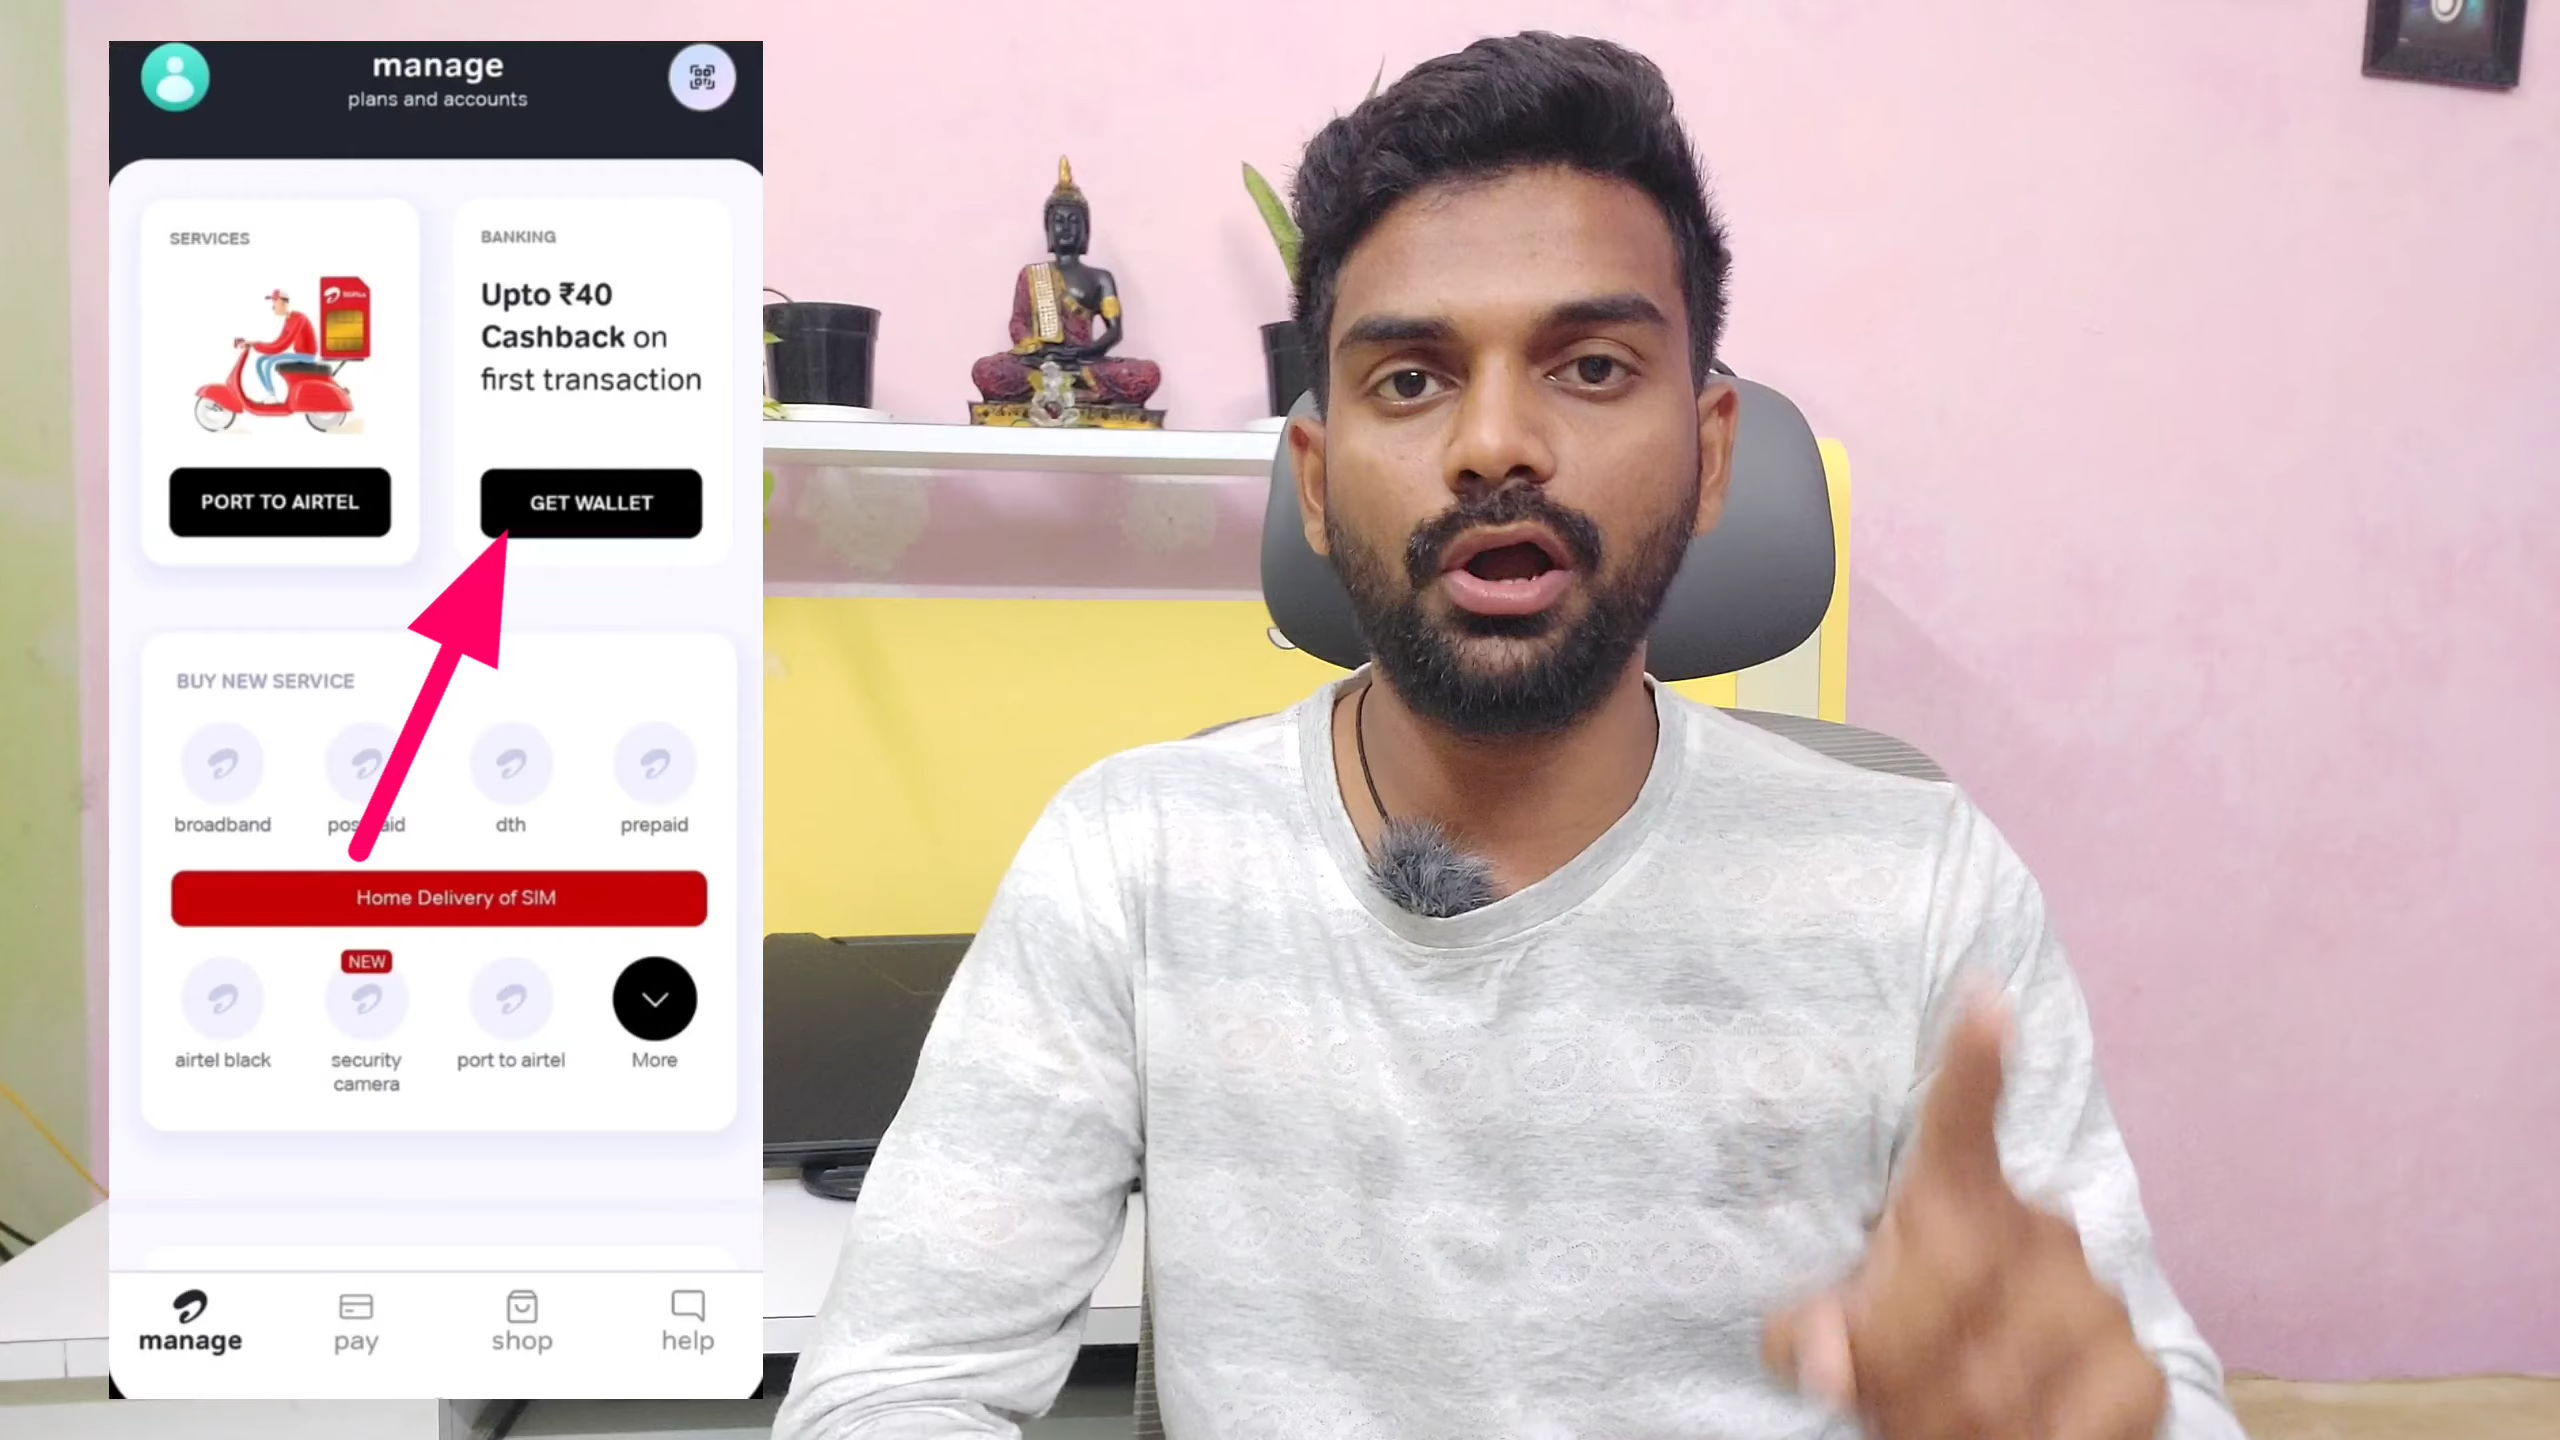 manage
plans and accounts
SERVICES
PORT TO AIRTEL
BANKING
Upto ₹40
Cashback on
first transaction
GET WALLET
BUY NEW SERVICE
broadband
dth
prepaid
Home Delivery of SIM
NEW
airtel black
security
camera
port to airtel
More
manage
pay
shop
help